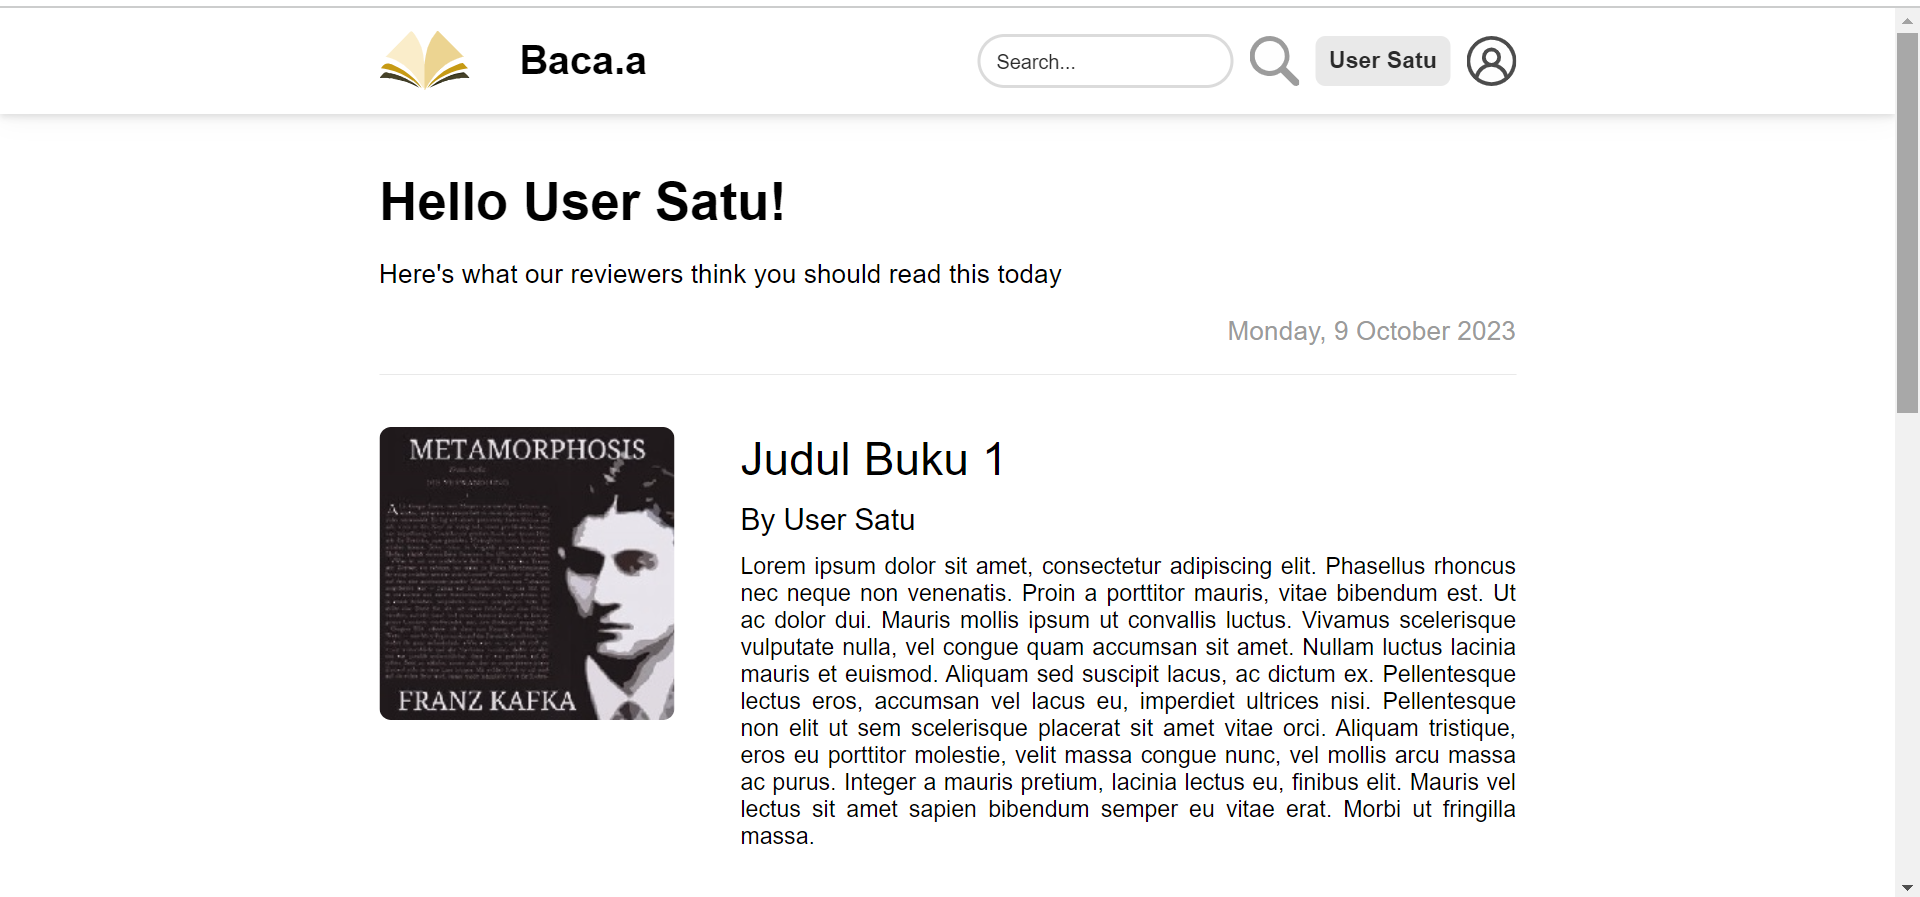 Baca.a
Search...
User Satu
Hello User Satu!
Here's what our reviewers think you should read this today
Monday, 9 October 2023
METAMORPHOSIS
Franz Kafka
DIE VERWANDLUNG
FRANZ KAFKA
Judul Buku 1
By User Satu
Lorem ipsum dolor sit amet, consectetur adipiscing elit. Phasellus rhoncus
nec neque non venenatis. Proin a porttitor mauris, vitae bibendum est. Ut
ac dolor dui. Mauris mollis ipsum ut convallis luctus. Vivamus scelerisque
vulputate nulla, vel congue quam accumsan sit amet. Nullam luctus lacinia
mauris et euismod. Aliquam sed suscipit lacus, ac dictum ex. Pellentesque
lectus eros, accumsan vel lacus eu, imperdiet ultrices nisi. Pellentesque
non elit ut sem scelerisque placerat sit amet vitae orci. Aliquam tristique,
eros eu porttitor molestie, velit massa congue nunc, vel mollis arcu massa
ac purus. Integer a mauris pretium, lacinia lectus eu, finibus elit. Mauris vel
lectus sit amet sapien bibendum semper eu vitae erat. Morbi ut fringilla
massa.